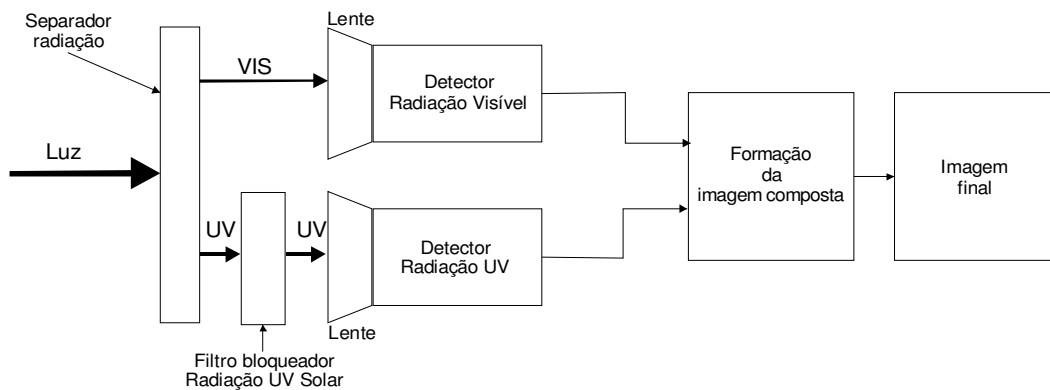 Separador
radiação
Lente
VIS
Detector
Radiação Visível
Luz
Formação
da
imagem composta
Imagem
final
UV
UV
Detector
Radiação UV
Lente
Filtro bloqueador
Radiação UV Solar